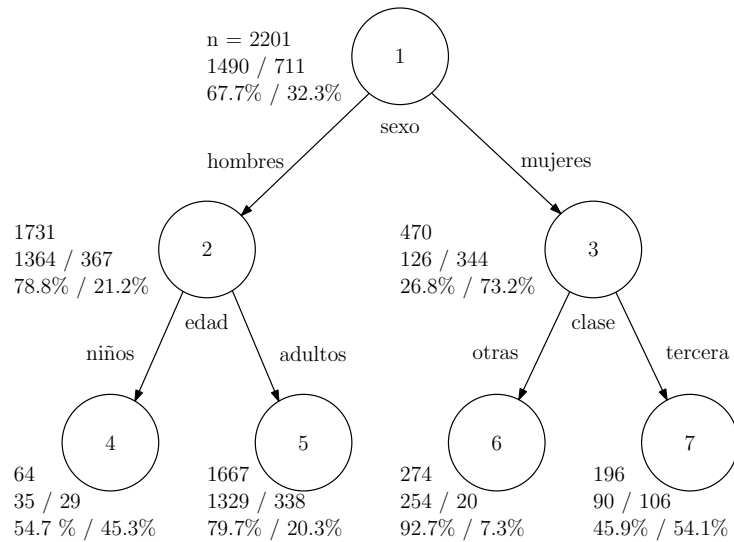 n = 2201
1490 / 711
67.7% / 32.3%
1
sexo
hombres
mujeres
1731
1364 / 367
78.8% / 21.2%
2
edad
470
126 / 344
26.8% / 73.2%
3
clase
niños
adultos
otras
tercera
4
64
35 / 29
54.7 % / 45.3%
5
1667
1329 / 338
79.7% / 20.3%
6
274
254 / 20
92.7% / 7.3%
7
196
90 / 106
45.9% / 54.1%